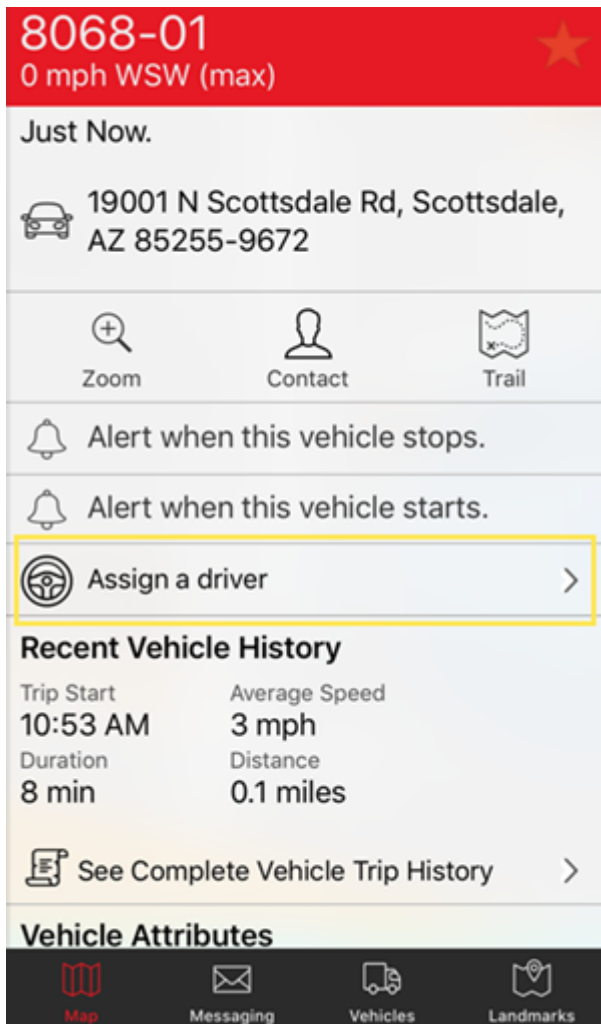 8068-01
0 mph WSW (max)
Just Now.
19001 N Scottsdale Rd, Scottsdale,
AZ 85255-9672
Zoom Contact Trail
Alert when this vehicle stops.
Alert when this vehicle starts.
Assign a driver
Recent Vehicle History
Trip Start Average Speed
10:53 AM 3 mph
Duration Distance
8 min 0.1 miles
See Complete Vehicle Trip History
Vehicle Attributes
Map Messaging Vehicles Landmarks